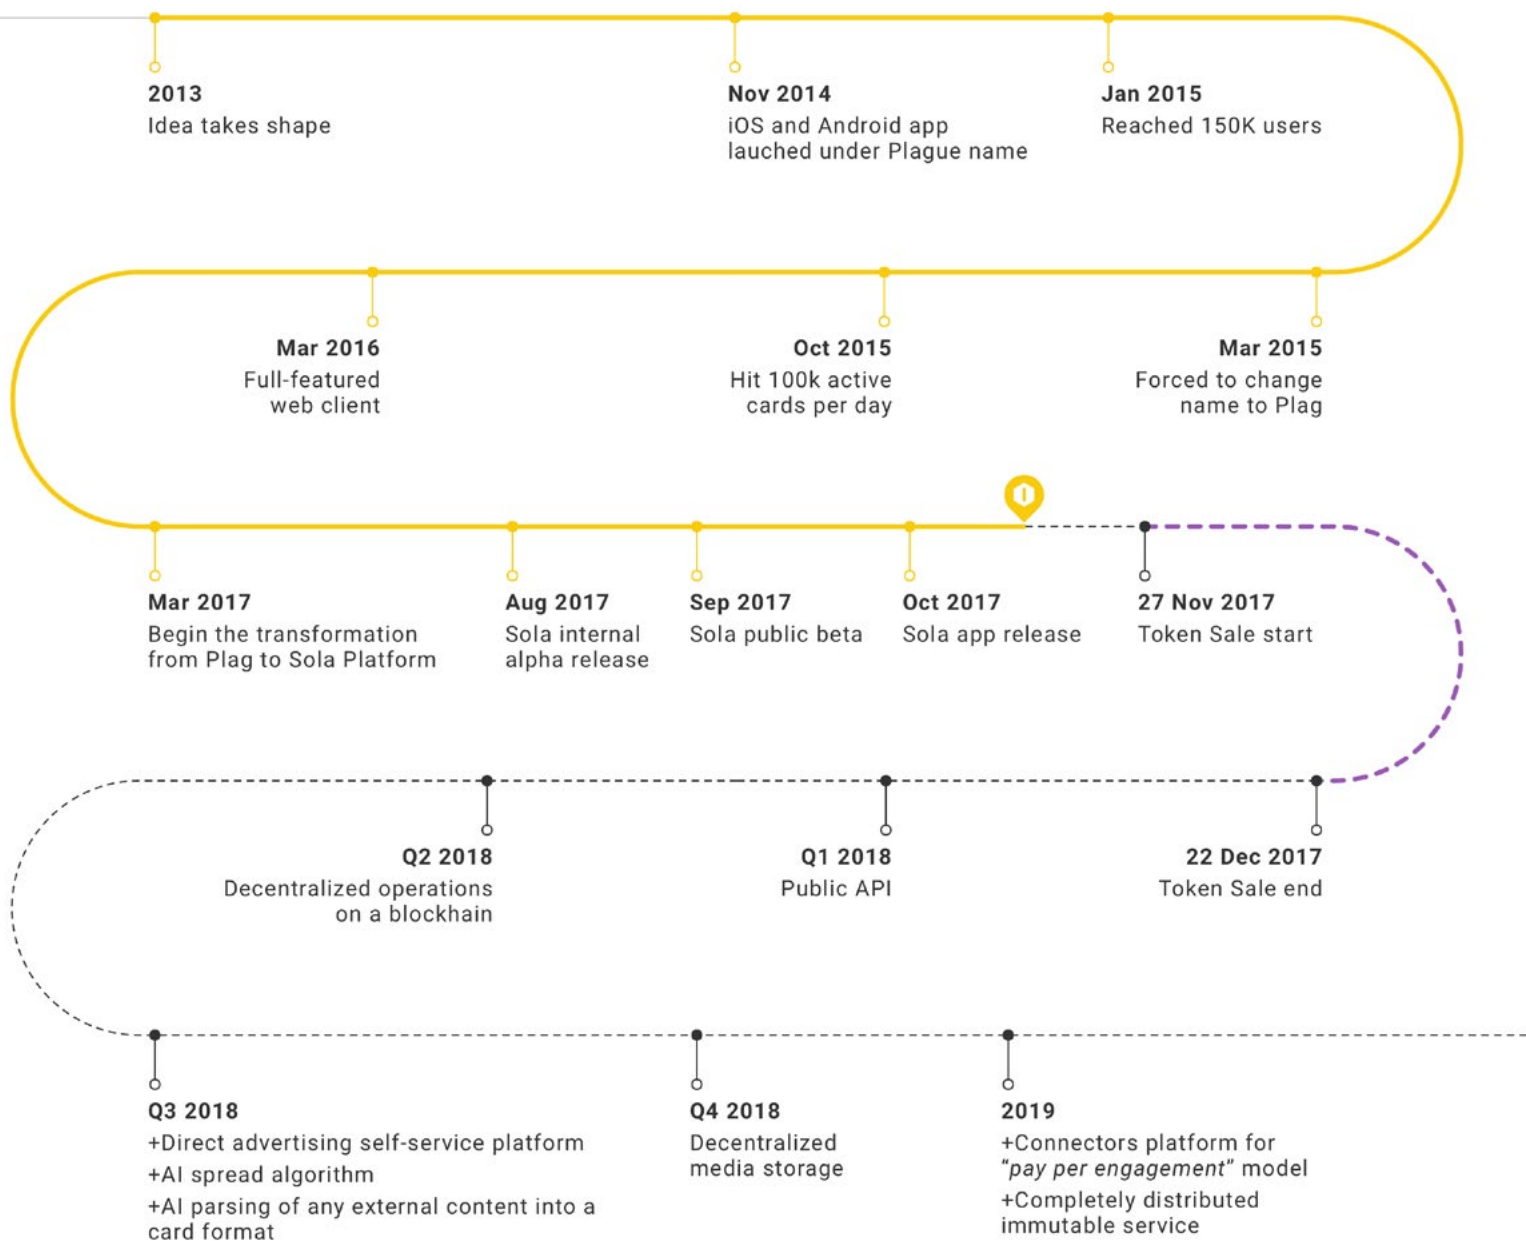 2013
Idea takes shape
Nov 2014
iOS and Android app
lauched under Plague name
Jan 2015
Reached 150K users
Mar 2015
Forced to change
name to Plag
Oct 2015
Hit 100k active
cards per day
Mar 2016
Full-featured
web client
Mar 2017
Begin the transformation
from Plag to Sola Platform
Aug 2017
Sola internal
alpha release
Sep 2017
Sola public beta
Oct 2017
Sola app release
27 Nov 2017
Token Sale start
22 Dec 2017
Token Sale end
Q1 2018
Public API
Q2 2018
Decentralized operations
on a blockhain
Q3 2018
+Direct advertising self-service platform
+AI spread algorithm
+AI parsing of any external content into a
card format
Q4 2018
Decentralized
media storage
2019
+Connectors platform for
“pay per engagement” model
+Completely distributed
immutable service